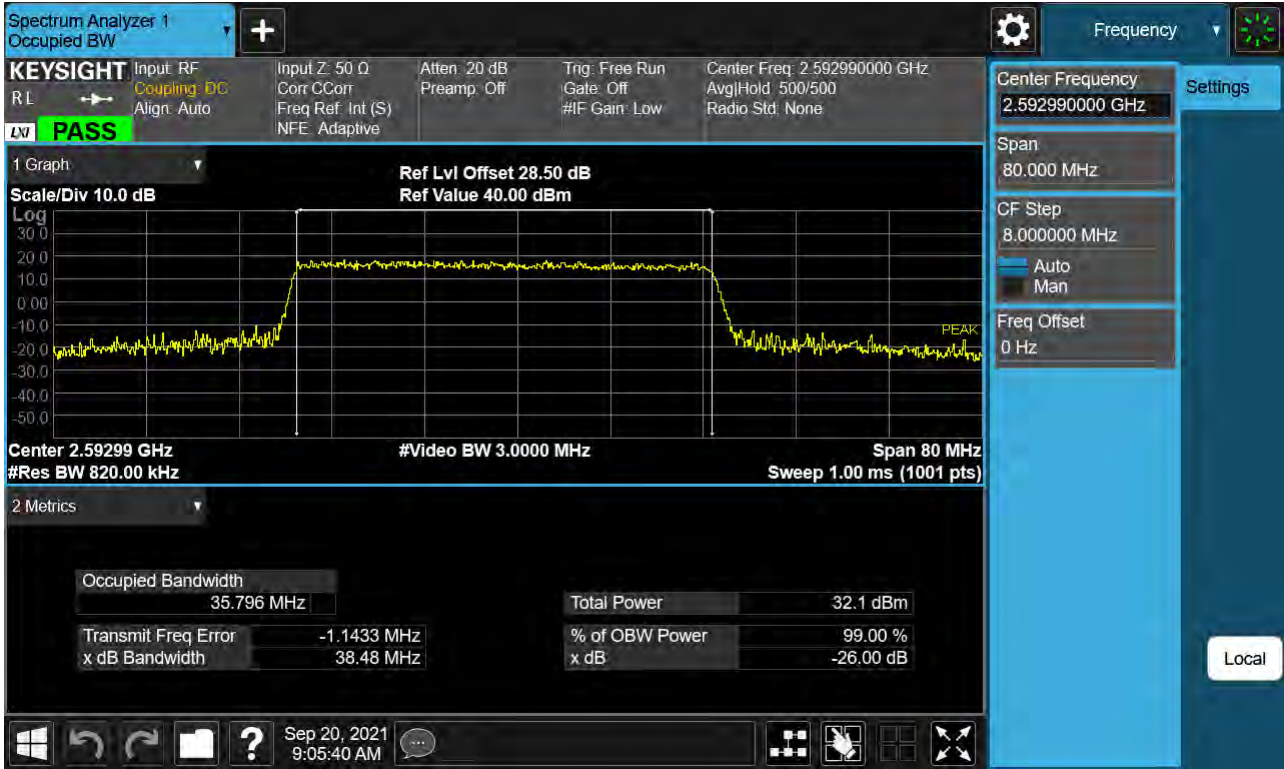 Spectrum Analyzer 1
Occupied BW
Frequency
KEYSIGHT
RL
LXI
PASS
Input: RF
Coupling: DC
Align: Auto
Input Z: 50 Ω
Corr CCorr
Freq Ref: Int (S)
NFE: Adaptive
Atten: 20 dB
Preamp: Off
Trig: Free Run
Gate: Off
#IF Gain: Low
Center Freq: 2.592990000 GHz
Avg|Hold: 500/500
Radio Std: None
1 Graph
Scale/Div 10.0 dB
Ref Lvl Offset 28.50 dB
Ref Value 40.00 dBm
Log
30.0
20.0
10.0
0.00
-10.0
-20.0
-30.0
-40.0
-50.0
PEAK
Center 2.59299 GHz
#Video BW 3.0000 MHz
Span 80 MHz
#Res BW 820.00 kHz
Sweep 1.00 ms (1001 pts)
2 Metrics
Occupied Bandwidth
35.796 MHz
Transmit Freq Error -1.1433 MHz
x dB Bandwidth 38.48 MHz
Total Power 32.1 dBm
% of OBW Power 99.00 %
x dB -26.00 dB
Center Frequency
2.592990000 GHz
Settings
Span
80.000 MHz
CF Step
8.000000 MHz
Auto
Man
Freq Offset
0 Hz
Local
?
Sep 20, 2021
9:05:40 AM